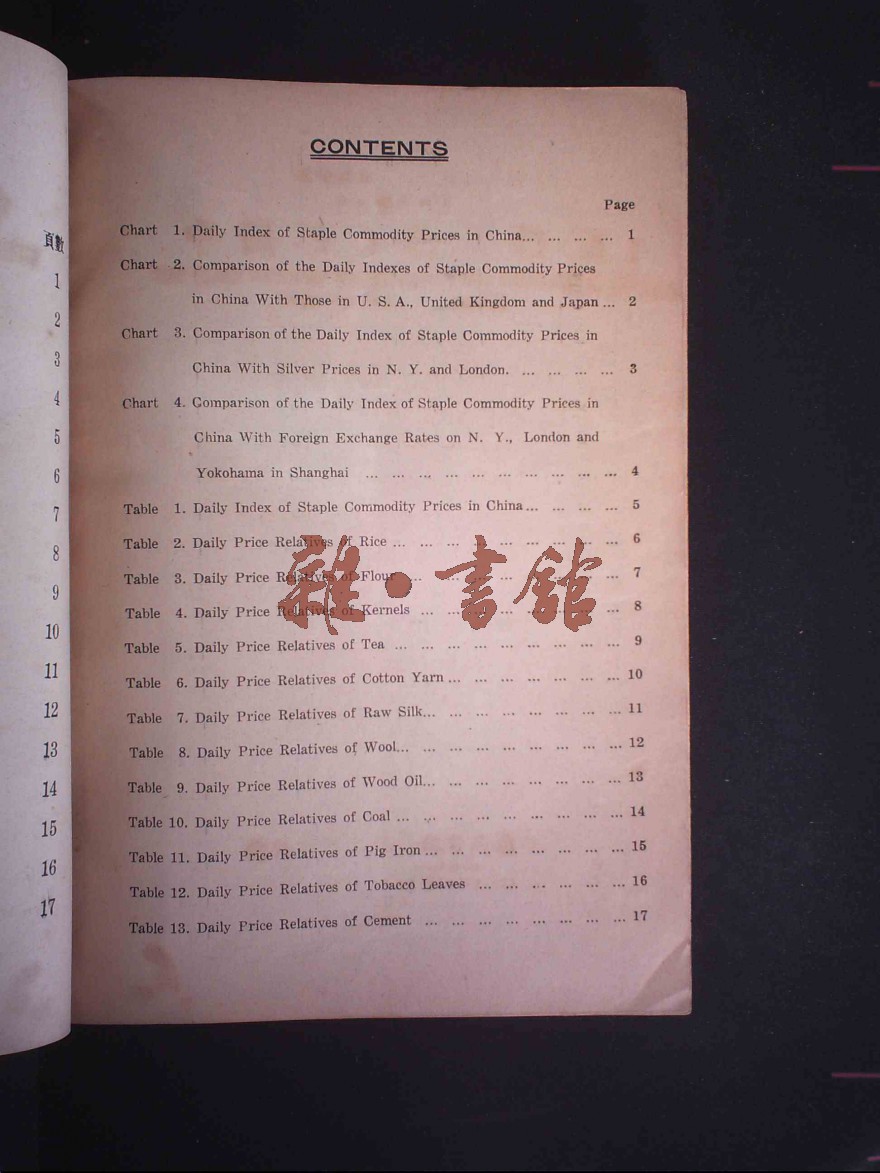 頁數
1
2
3
4
5
6
7
8
9
10
11
12
13
14
15
16
17
CONTENTS
Page
Chart 1. Daily Index of Staple Commodity Prices in China... ... ... ... 1
Chart 2. Comparison of the Daily Indexes of Staple Commodity Prices
in China With Those in U. S. A., United Kingdom and Japan ... 2
Chart 3. Comparison of the Daily Index of Staple Commodity Prices in
China With Silver Prices in N. Y. and London. ... ... ... ... 3
Chart 4. Comparison of the Daily Index of Staple Commodity Prices in
China With Foreign Exchange Rates on N. Y., London and
Yokohama in Shanghai ... ... ... ... ... ... ... ... ... ... 4
Table 1. Daily Index of Staple Commodity Prices in China... ... ... ... 5
Table 2. Daily Price Relatives of Rice ... ... ... ... ... ... ... ... ... 6
Table 3. Daily Price Relatives of Flour ... ... ... ... ... ... ... ... 7
Table 4. Daily Price Relatives of Kernels ... ... ... ... ... ... ... ... 8
Table 5. Daily Price Relatives of Tea ... ... ... ... ... ... ... ... ... 9
Table 6. Daily Price Relatives of Cotton Yarn ... ... ... ... ... ... ... 10
Table 7. Daily Price Relatives of Raw Silk... ... ... ... ... ... ... ... 11
Table 8. Daily Price Relatives of Wool... ... ... ... ... ... ... ... ... 12
Table 9. Daily Price Relatives of Wood Oil... ... ... ... ... ... ... ... 13
Table 10. Daily Price Relatives of Coal ... ... ... ... ... ... ... ... ... 14
Table 11. Daily Price Relatives of Pig Iron ... ... ... ... ... ... ... ... 15
Table 12. Daily Price Relatives of Tobacco Leaves ... ... ... ... ... ... 16
Table 13. Daily Price Relatives of Cement ... ... ... ... ... ... ... ... 17
雜·書館